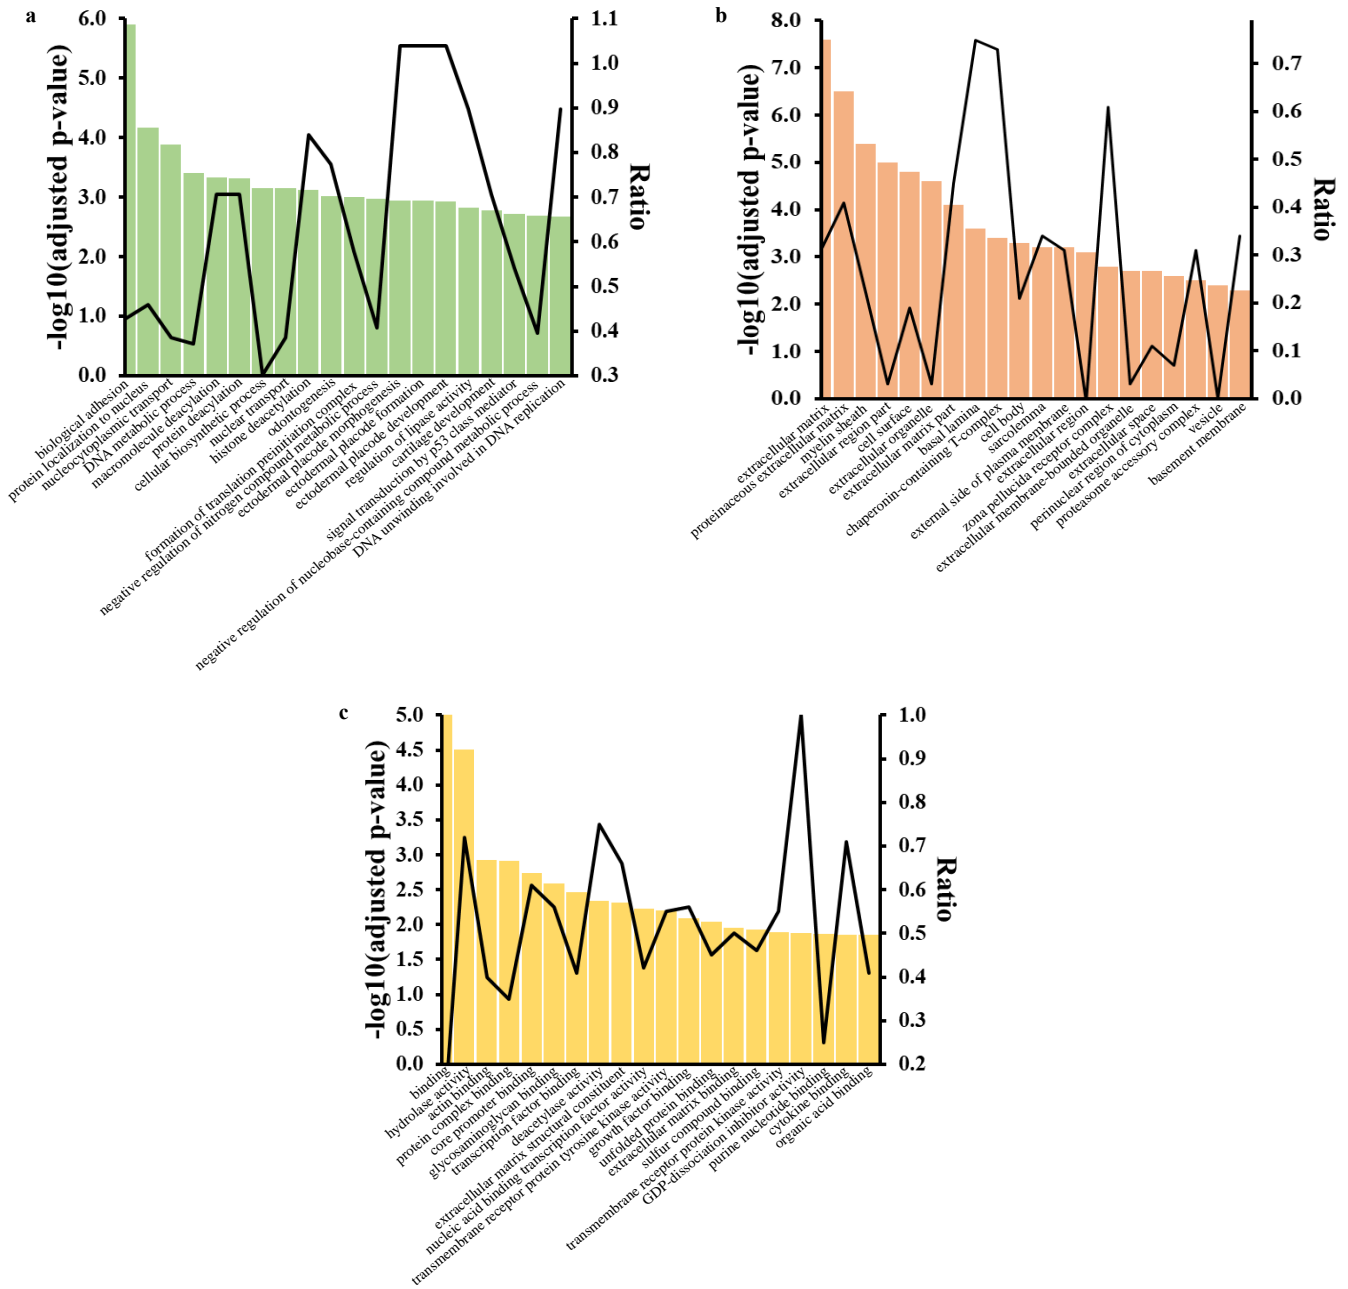 a
-log10(adjusted p-value)
6.0
5.0
4.0
3.0
2.0
1.0
0.0
1.1
1.0
0.9
0.8
0.7
0.6
0.5
0.4
0.3
Ratio
biological adhesion
protein localization to nucleus
nucleocytoplasmic transport
DNA metabolic process
macromolecule deacylation
protein deacylation
cellular biosynthetic process
nuclear transport
histone deacetylation
odontogenesis
formation of translation preinitiation complex
negative regulation of nitrogen compound metabolic process
ectodermal placode morphogenesis
ectodermal placode formation
ectodermal placode development
regulation of lipase activity
cartilage development
signal transduction by p53 class mediator
negative regulation of nucleobase-containing compound metabolic process
DNA unwinding involved in DNA replication
b
-log10(adjusted p-value)
8.0
7.0
6.0
5.0
4.0
3.0
2.0
1.0
0.0
0.7
0.6
0.5
0.4
0.3
0.2
0.1
0.0
Ratio
extracellular matrix
proteinaceous extracellular matrix
myelin sheath
extracellular region part
cell surface
extracellular organelle
extracellular matrix part
basal lamina
chaperonin-containing T-complex
cell body
sarcolemma
external side of plasma membrane
extracellular region
zona pellucida receptor complex
extracellular membrane-bounded organelle
extracellular space
perinuclear region of cytoplasm
proteasome accessory complex
vesicle
basement membrane
c
-log10(adjusted p-value)
5.0
4.5
4.0
3.5
3.0
2.5
2.0
1.5
1.0
0.5
0.0
1.0
0.9
0.8
0.7
0.6
0.5
0.4
0.3
0.2
Ratio
binding
hydrolase activity
actin binding
protein complex binding
core promoter binding
glycosaminoglycan binding
transcription factor binding
deacetylase activity
extracellular matrix structural constituent
nucleic acid binding transcription factor activity
transmembrane receptor protein tyrosine kinase activity
growth factor binding
unfolded protein binding
extracellular matrix binding
sulfur compound binding
transmembrane receptor protein kinase activity
GDP-dissociation inhibitor activity
purine nucleotide binding
cytokine binding
organic acid binding